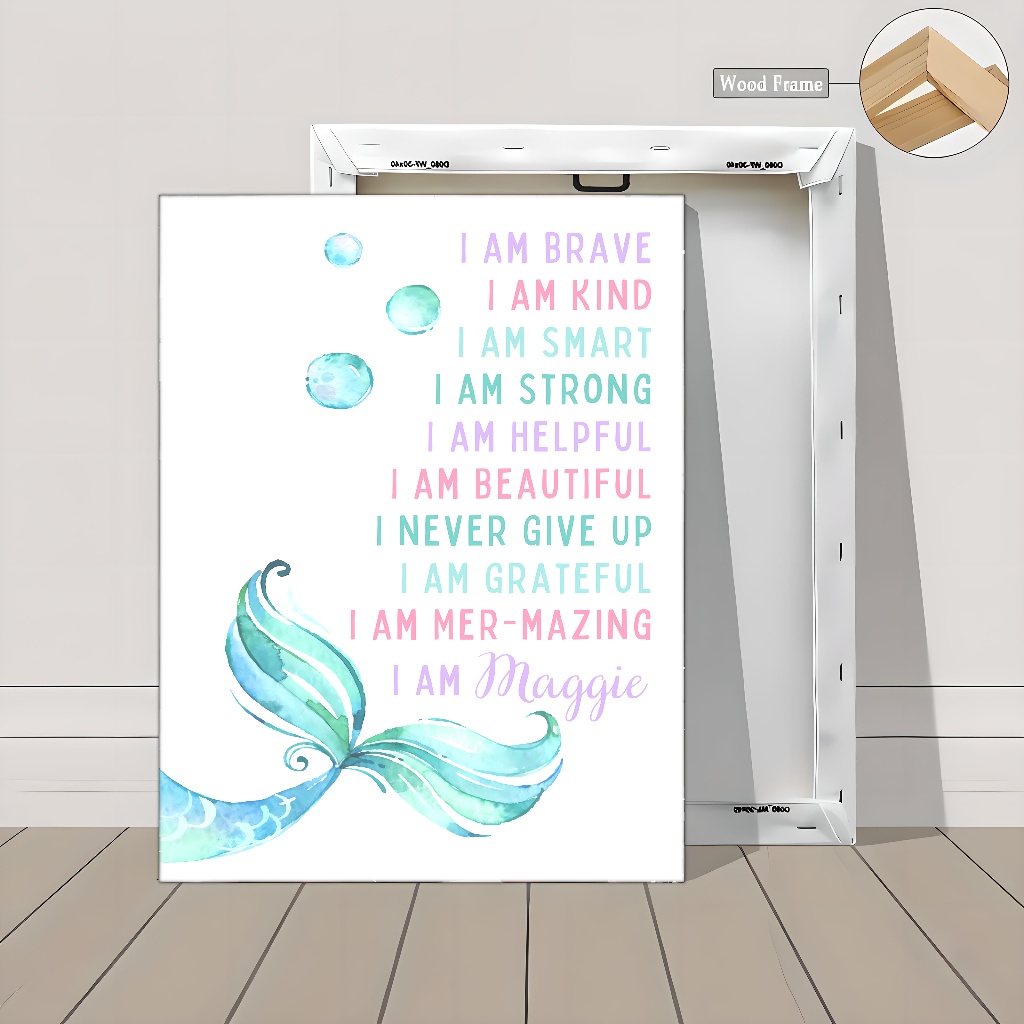 Wood Frame
I AM BRAVE
I AM KIND
I AM SMART
I AM STRONG
I AM HELPFUL
I AM BEAUTIFUL
I NEVER GIVE UP
I AM GRATEFUL
I AM MER-MAZING
I AM Maggie